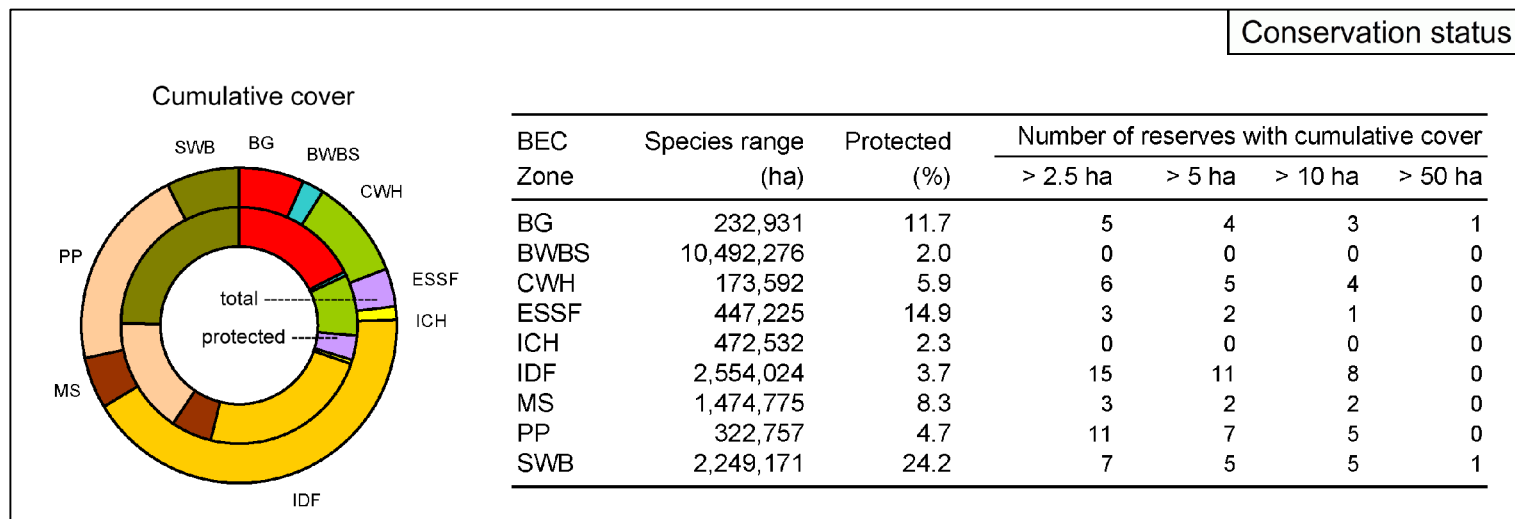 Conservation status
Cumulative cover
SWB
BG
BWBS
CWH
PP
ESSF
total
ICH
protected
MS
IDF
BEC Species range Protected Number of reserves with cumulative cover
Zone (ha) (%) > 2.5 ha > 5 ha > 10 ha > 50 ha
BG 232,931 11.7 5 4 3 1
BWBS 10,492,276 2.0 0 0 0 0
CWH 173,592 5.9 6 5 4 0
ESSF 447,225 14.9 3 2 1 0
ICH 472,532 2.3 0 0 0 0
IDF 2,554,024 3.7 15 11 8 0
MS 1,474,775 8.3 3 2 2 0
PP 322,757 4.7 11 7 5 0
SWB 2,249,171 24.2 7 5 5 1